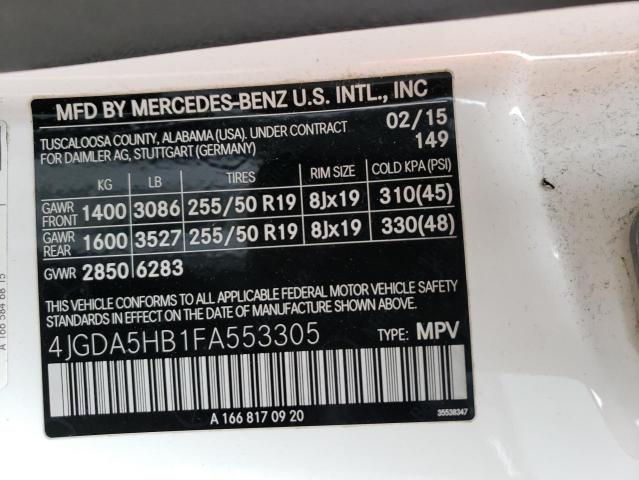 MFD BY MERCEDES-BENZ U.S. INTL., INC
TUSCALOOSA COUNTY, ALABAMA (USA). UNDER CONTRACT 02/15
FOR DAIMLER AG, STUTTGART (GERMANY) 149
KG LB TIRES RIM SIZE COLD KPA (PSI)
GAWR FRONT 1400 3086 255/50 R19 8Jx19 310(45)
GAWR REAR 1600 3527 255/50 R19 8Jx19 330(48)
GVWR 2850 6283
THIS VEHICLE CONFORMS TO ALL APPLICABLE FEDERAL MOTOR VEHICLE SAFETY
STANDARDS IN EFFECT ON THE DATE OF MANUFACTURE SHOWN ABOVE.
4JGDA5HB1FA553305 TYPE: MPV
A 166 817 09 20 35538347
A 166 584 68 15